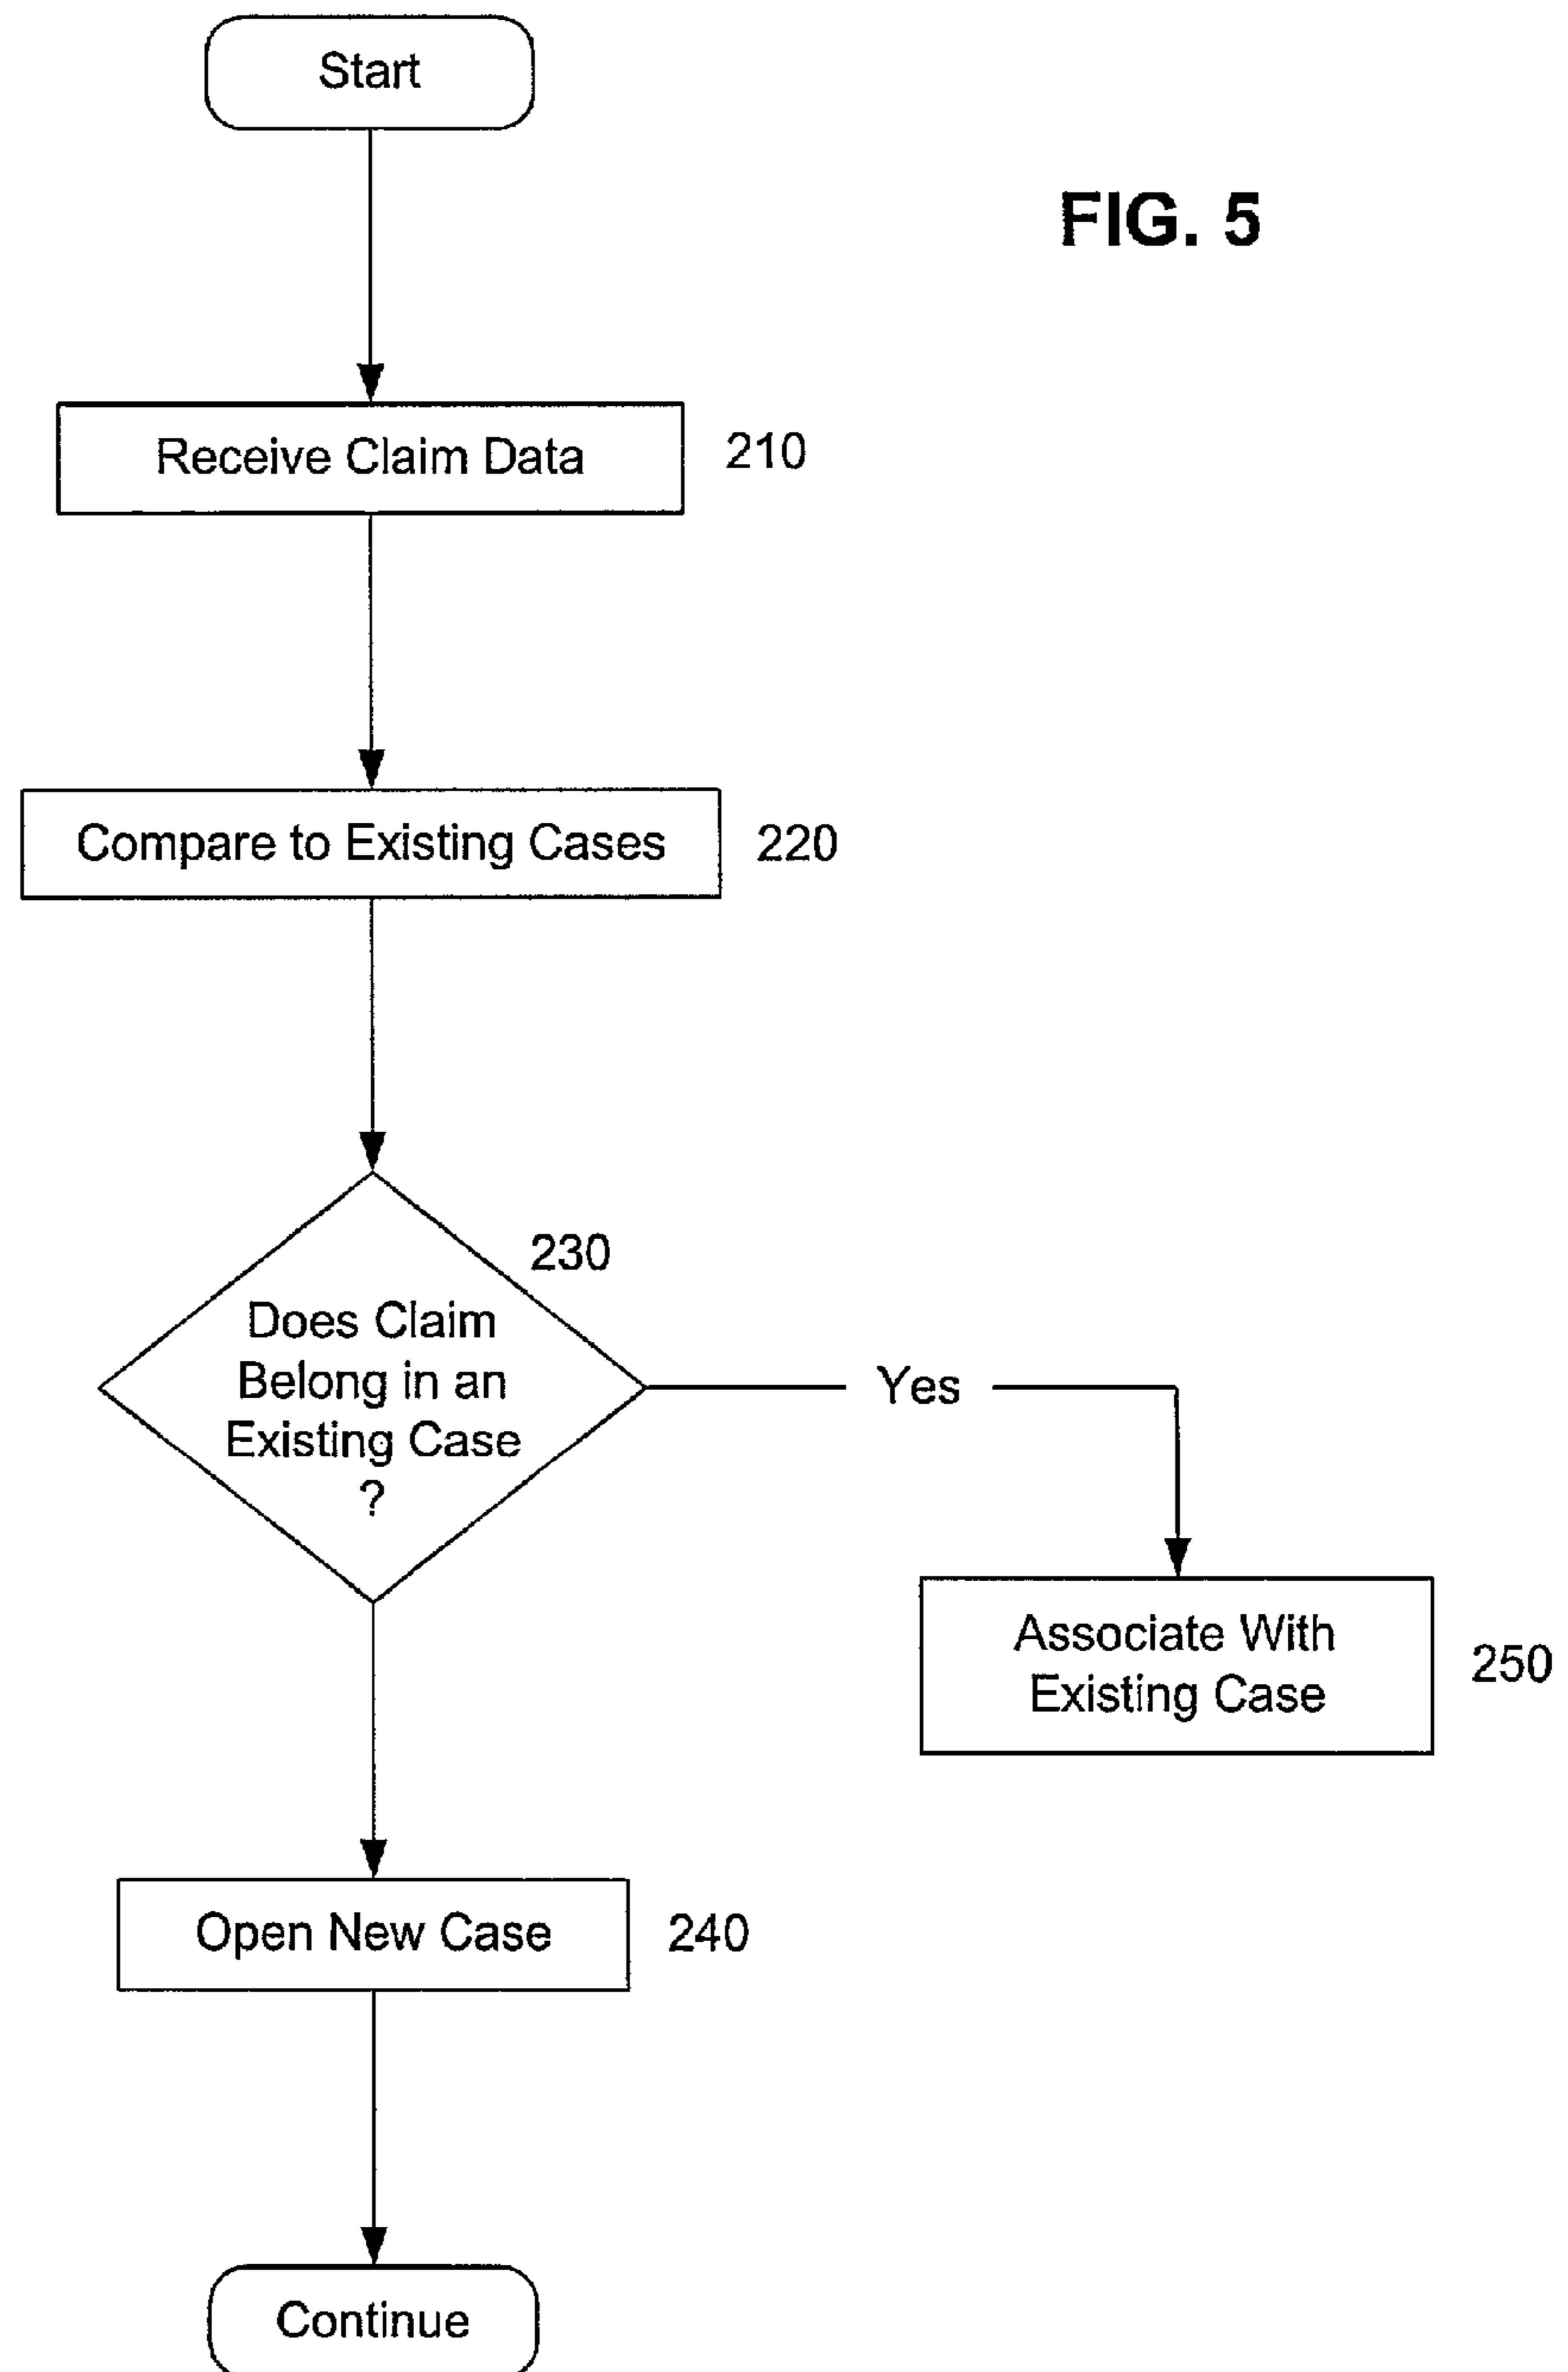 Start
FIG. 5
Receive Claim Data
210
Compare to Existing Cases
220
230
Does Claim
Belong in an
Existing Case
?
Yes
Associate With
Existing Case
250
Open New Case
240
Continue